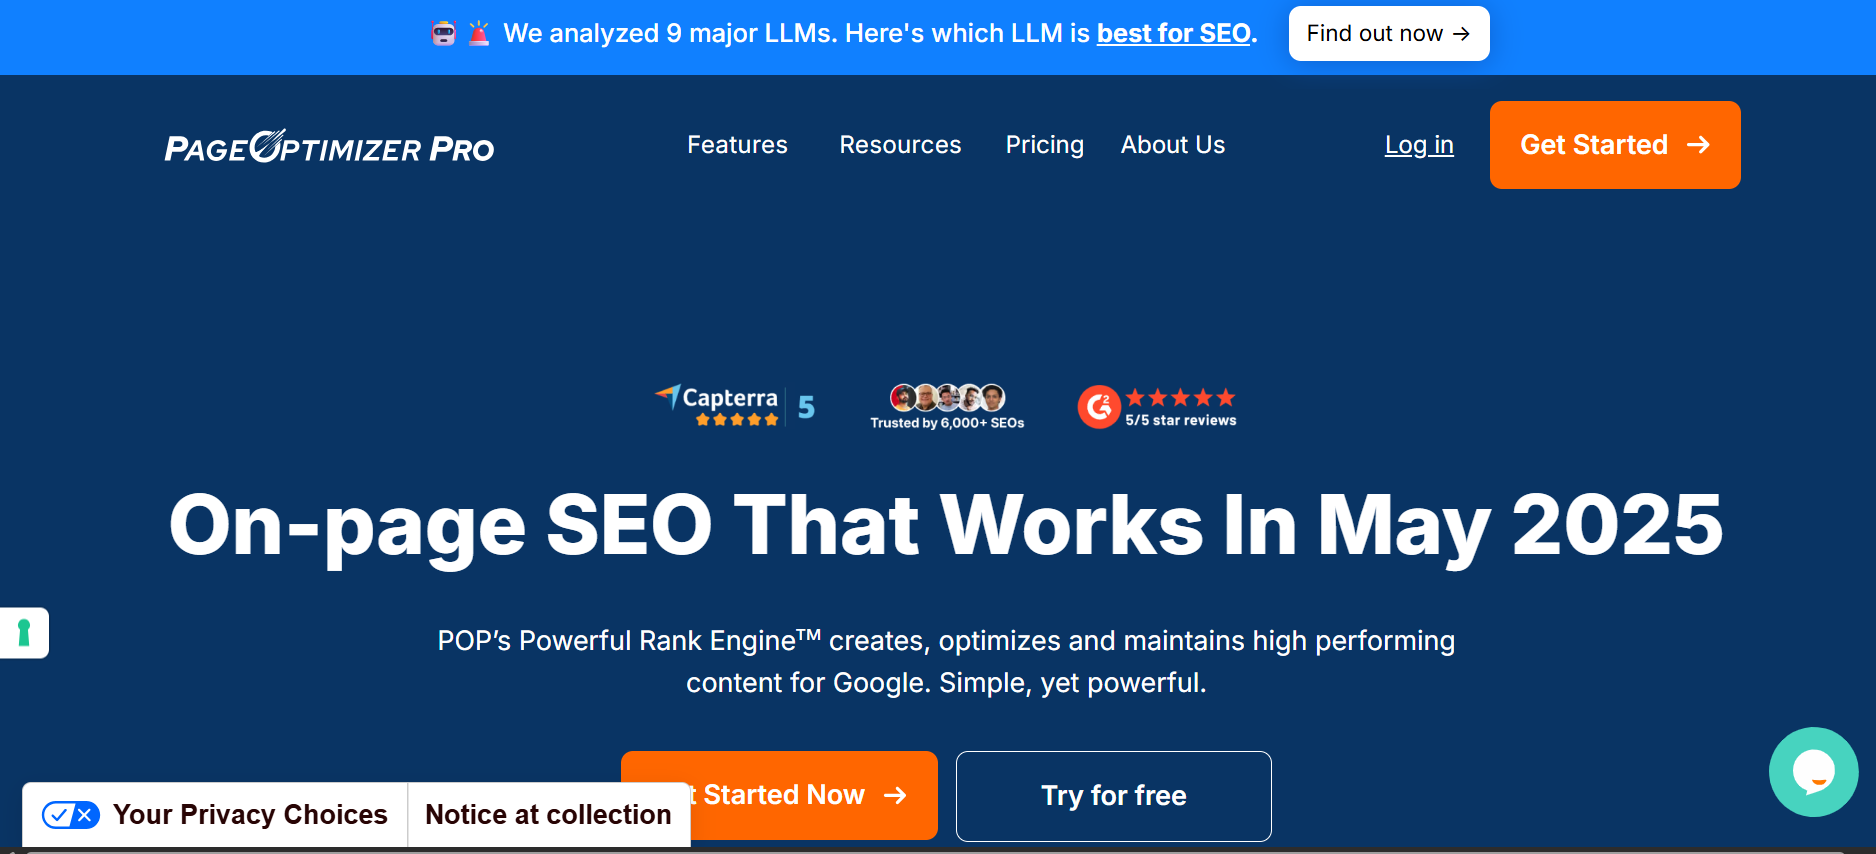 We analyzed 9 major LLMs. Here's which LLM is best for SEO.
Find out now →
PAGEOPTIMIZER PRO
Features
Resources
Pricing
About Us
Log in
Get Started →
Capterra 5
Trusted by 6,000+ SEOs
G2
5/5 star reviews
On-page SEO That Works In May 2025
POP’s Powerful Rank Engine™ creates, optimizes and maintains high performing
content for Google. Simple, yet powerful.
t Started Now →
Try for free
Your Privacy Choices
Notice at collection